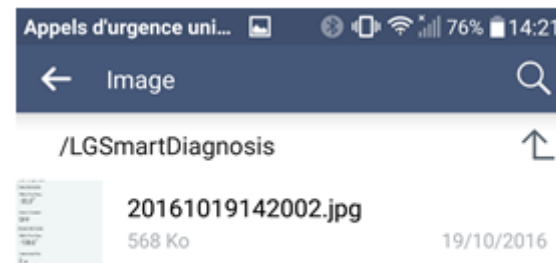 Appels d'urgence uni... 76% 14:21
Image
/LGSmartDiagnosis
20161019142002.jpg
568 Ko 19/10/2016